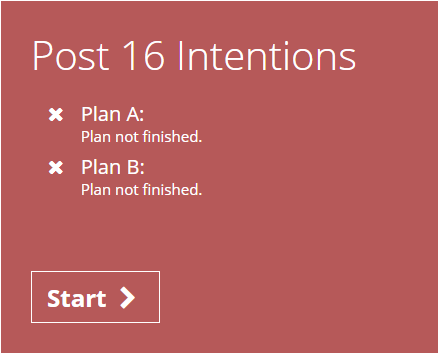 Post 16 Intentions
Plan A:
Plan not finished.
Plan B:
Plan not finished.
Start